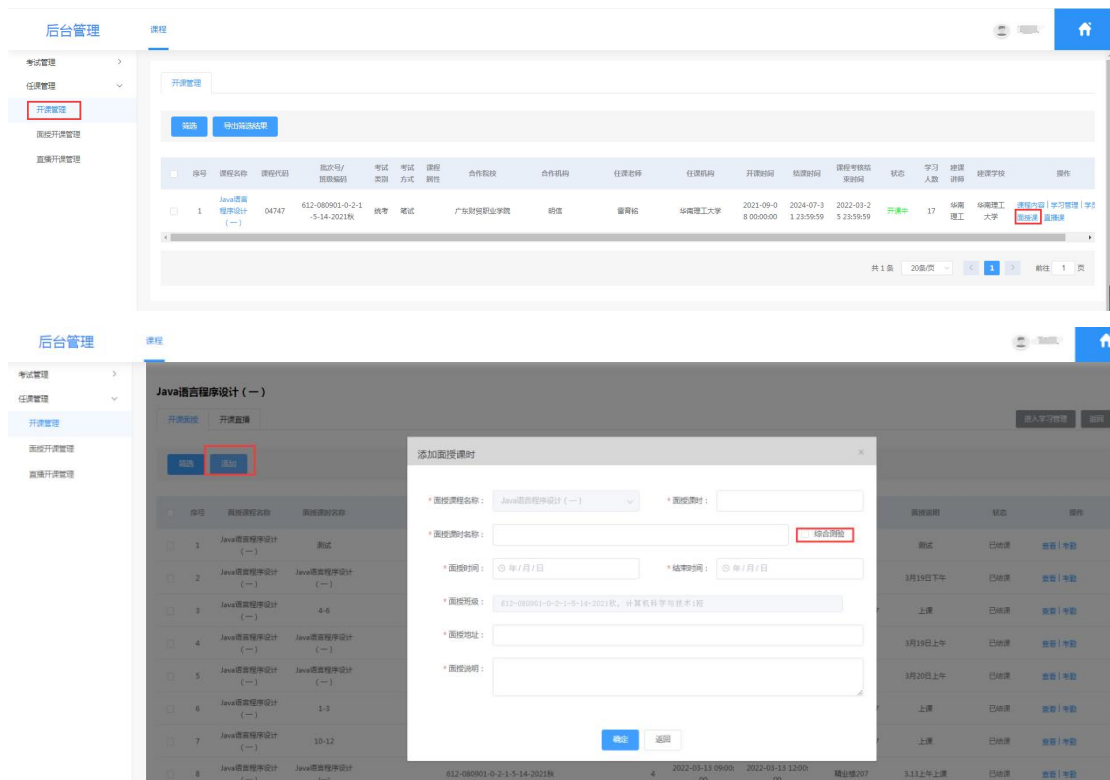 后台管理
课程
考试管理
任课管理
开课管理
面授开课管理
直播开课管理
开课管理
筛选 导出筛选结果
序号 课程名称 课程代码 批次号/班级编码 考试类别 考试方式 课程属性 合作院校 合作机构 任课老师 任课机构 开课时间 结课时间 课程考核结束时间 状态 学习人数 建课讲师 建课学校 操作
1 Java语言程序设计（一） 04747 612-080901-0-2-1-5-14-2021秋 统考 笔试 广东财贸职业学院 明信 华南理工大学 2021-09-08 00:00:00 2024-07-31 23:59:59 2022-03-25 23:59:59 开课中 17 华南理工 华南理工大学 课程内容 | 学习管理 | 学员
面授课 直播课
共 1 条 20条/页 < 1 > 前往 1 页
后台管理
课程
考试管理
任课管理
开课管理
面授开课管理
直播开课管理
Java语言程序设计（一）
开课面授 开课直播
进入学习管理 返回
筛选 添加
添加面授课时 ×
* 面授课程名称： Java语言程序设计（一） * 面授课时：
* 面授课时名称： 综合测验
* 面授时间： 年/月/日 * 结束时间： 年/月/日
* 面授班级： 612-080901-0-2-1-5-14-2021秋, 计算机科学与技术1班
* 面授地址：
* 面授说明：
确定 返回
序号 面授课程名称 面授课时名称 面授说明 状态 操作
1 Java语言程序设计（一） 测试 测试 已结课 查看 | 考勤
2 Java语言程序设计（一） Java语言程序设计（一） 3月19日下午 已结课 查看 | 考勤
3 Java语言程序设计（一） 4-6 上课 已结课 查看 | 考勤
4 Java语言程序设计（一） Java语言程序设计（一） 3月19日上午 已结课 查看 | 考勤
5 Java语言程序设计（一） Java语言程序设计（一） 3月20日上午 已结课 查看 | 考勤
6 Java语言程序设计（一） 1-3 上课 已结课 查看 | 考勤
7 Java语言程序设计（一） 10-12 上课 已结课 查看 | 考勤
8 Java语言程序设计（一） Java语言程序设计（一） 612-080901-0-2-1-5-14-2021秋 4 2022-03-13 09:00:00 2022-03-13 12:00:00 精业楼207 3.13上午上课 已结课 查看 | 考勤